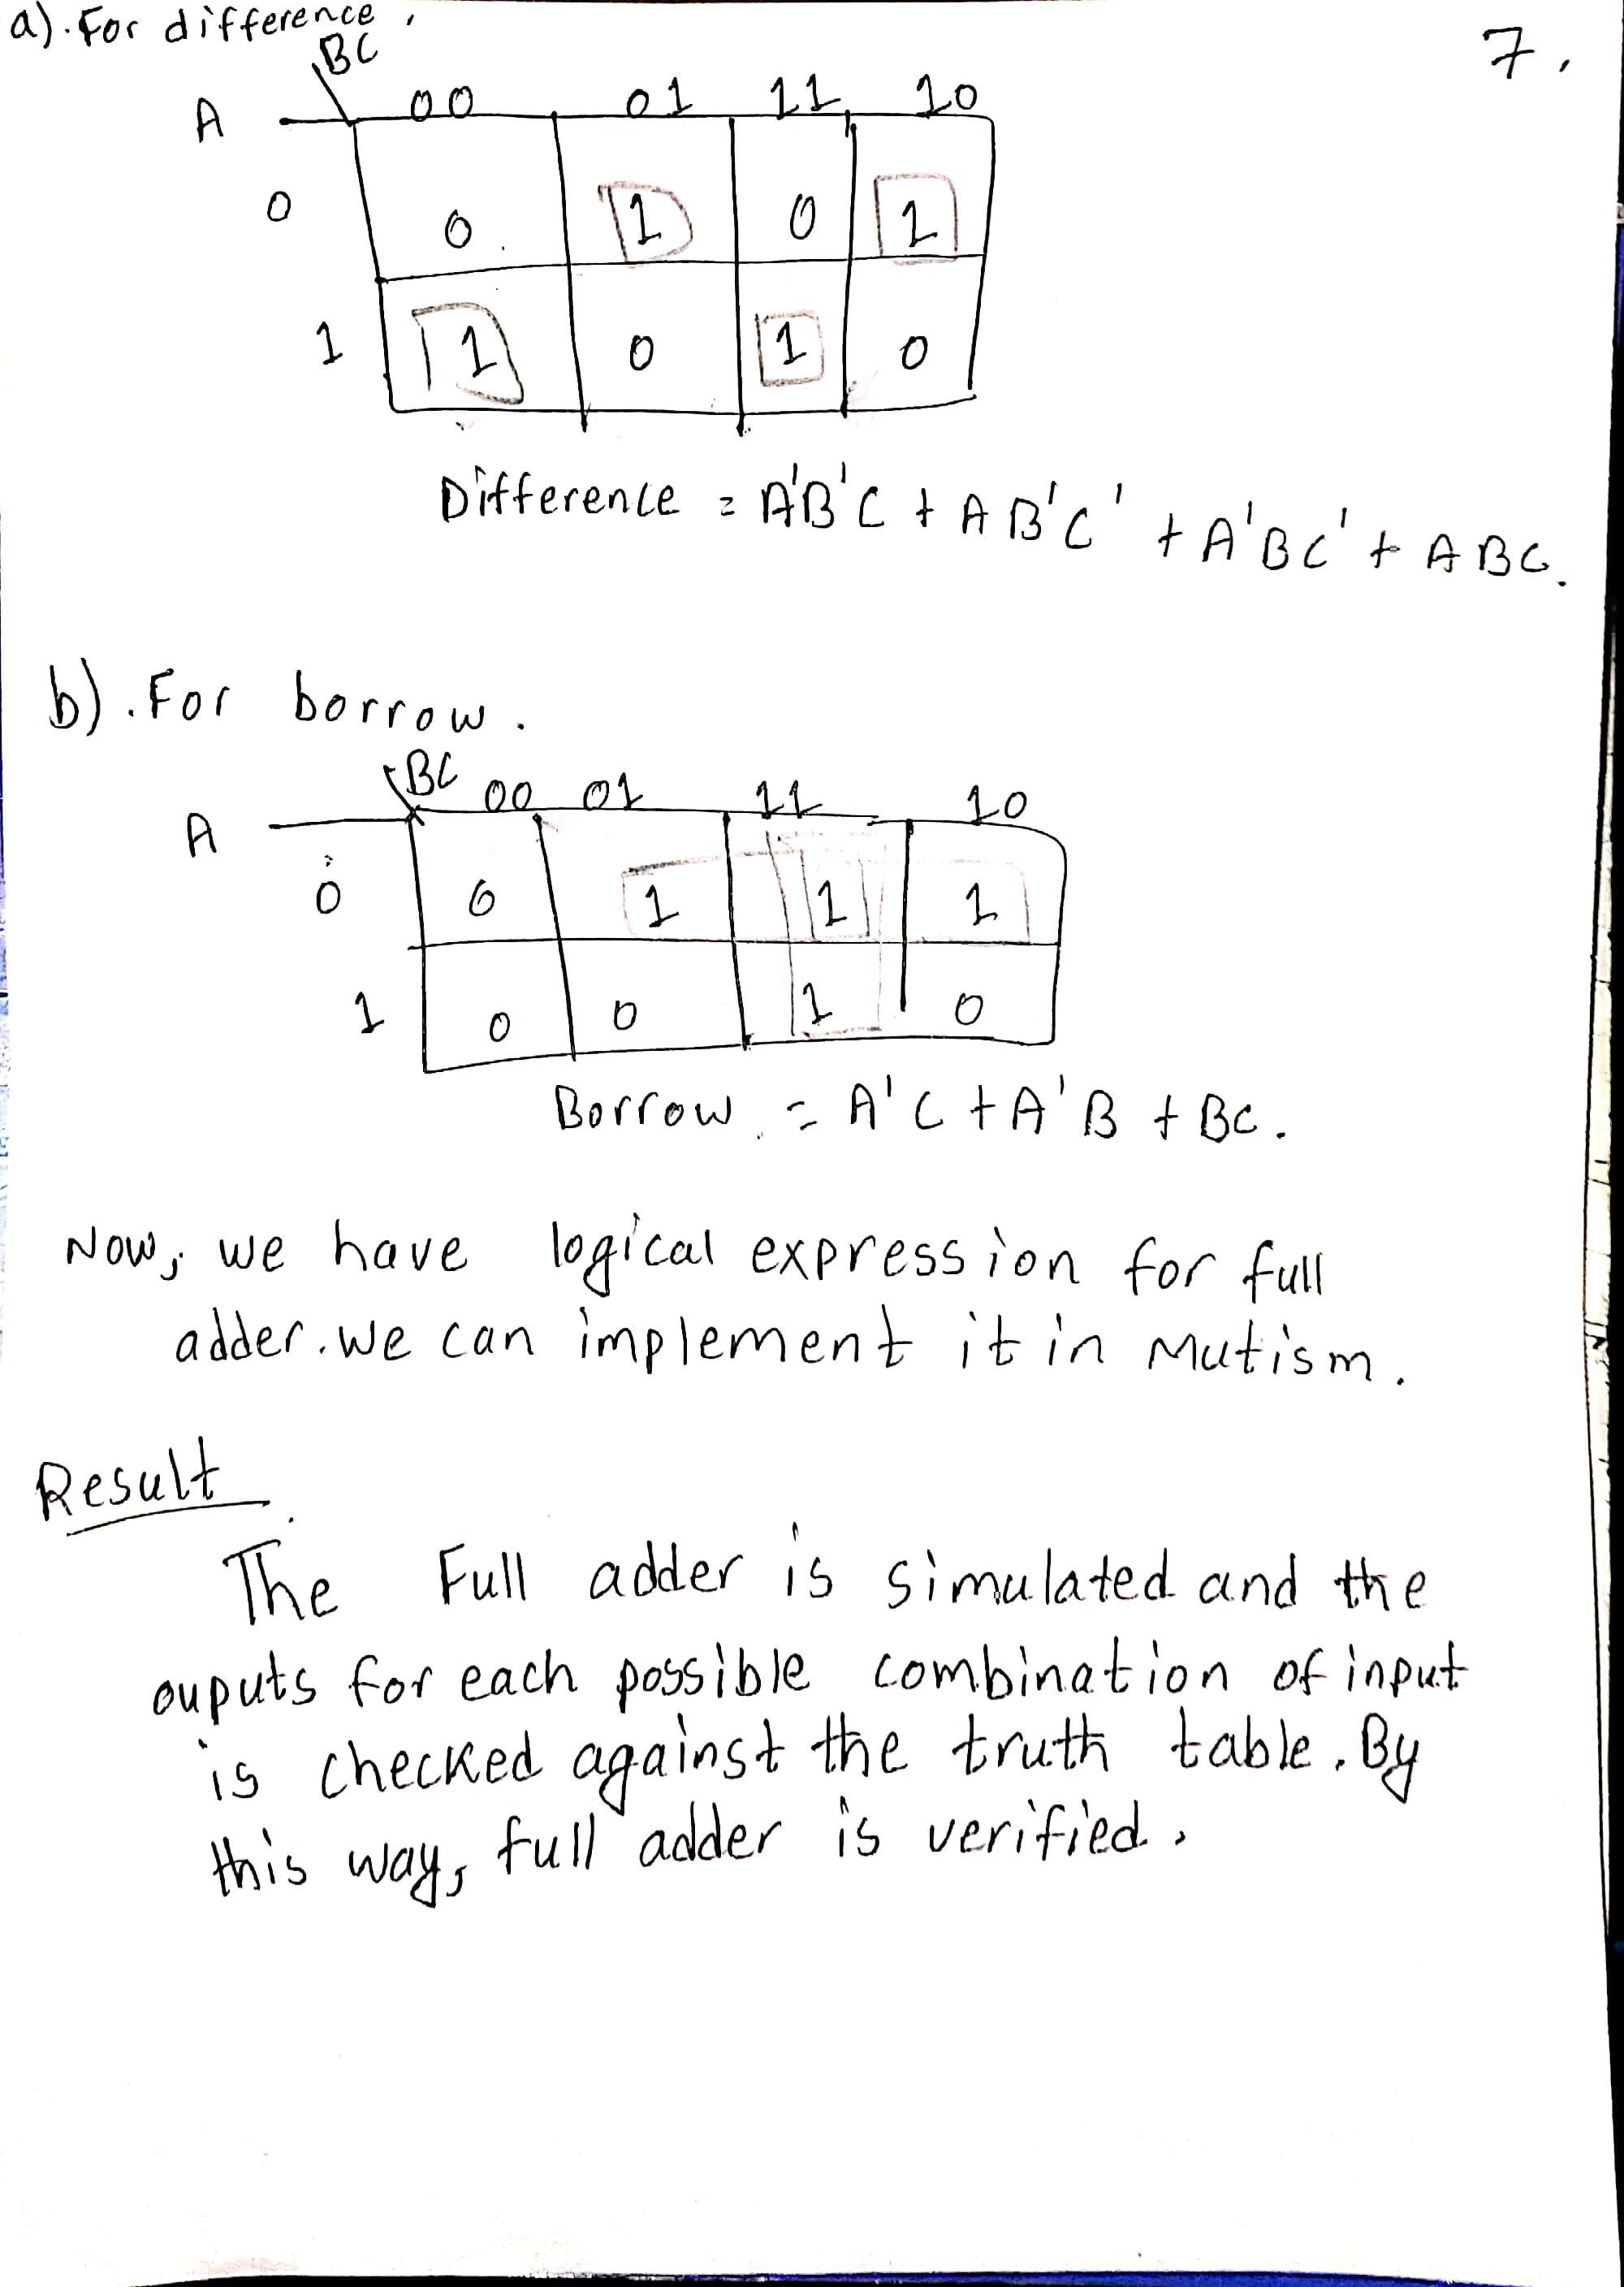 a). For difference.
7.
BC
A 00 01 11 10
0 0 1 0 1
1 1 0 1 0
Difference = A'B'C + AB'C' + A'BC' + ABC.
b). For borrow.
BC
A 00 01 11 10
0 0 1 1 1
1 0 0 1 0
Borrow = A'C + A'B + BC.
Now, we have logical expression for full
adder. We can implement it in Mutism.
Result
The Full adder is simulated and the
ouputs for each possible combination of input
is checked against the truth table. By
this way, full adder is verified.